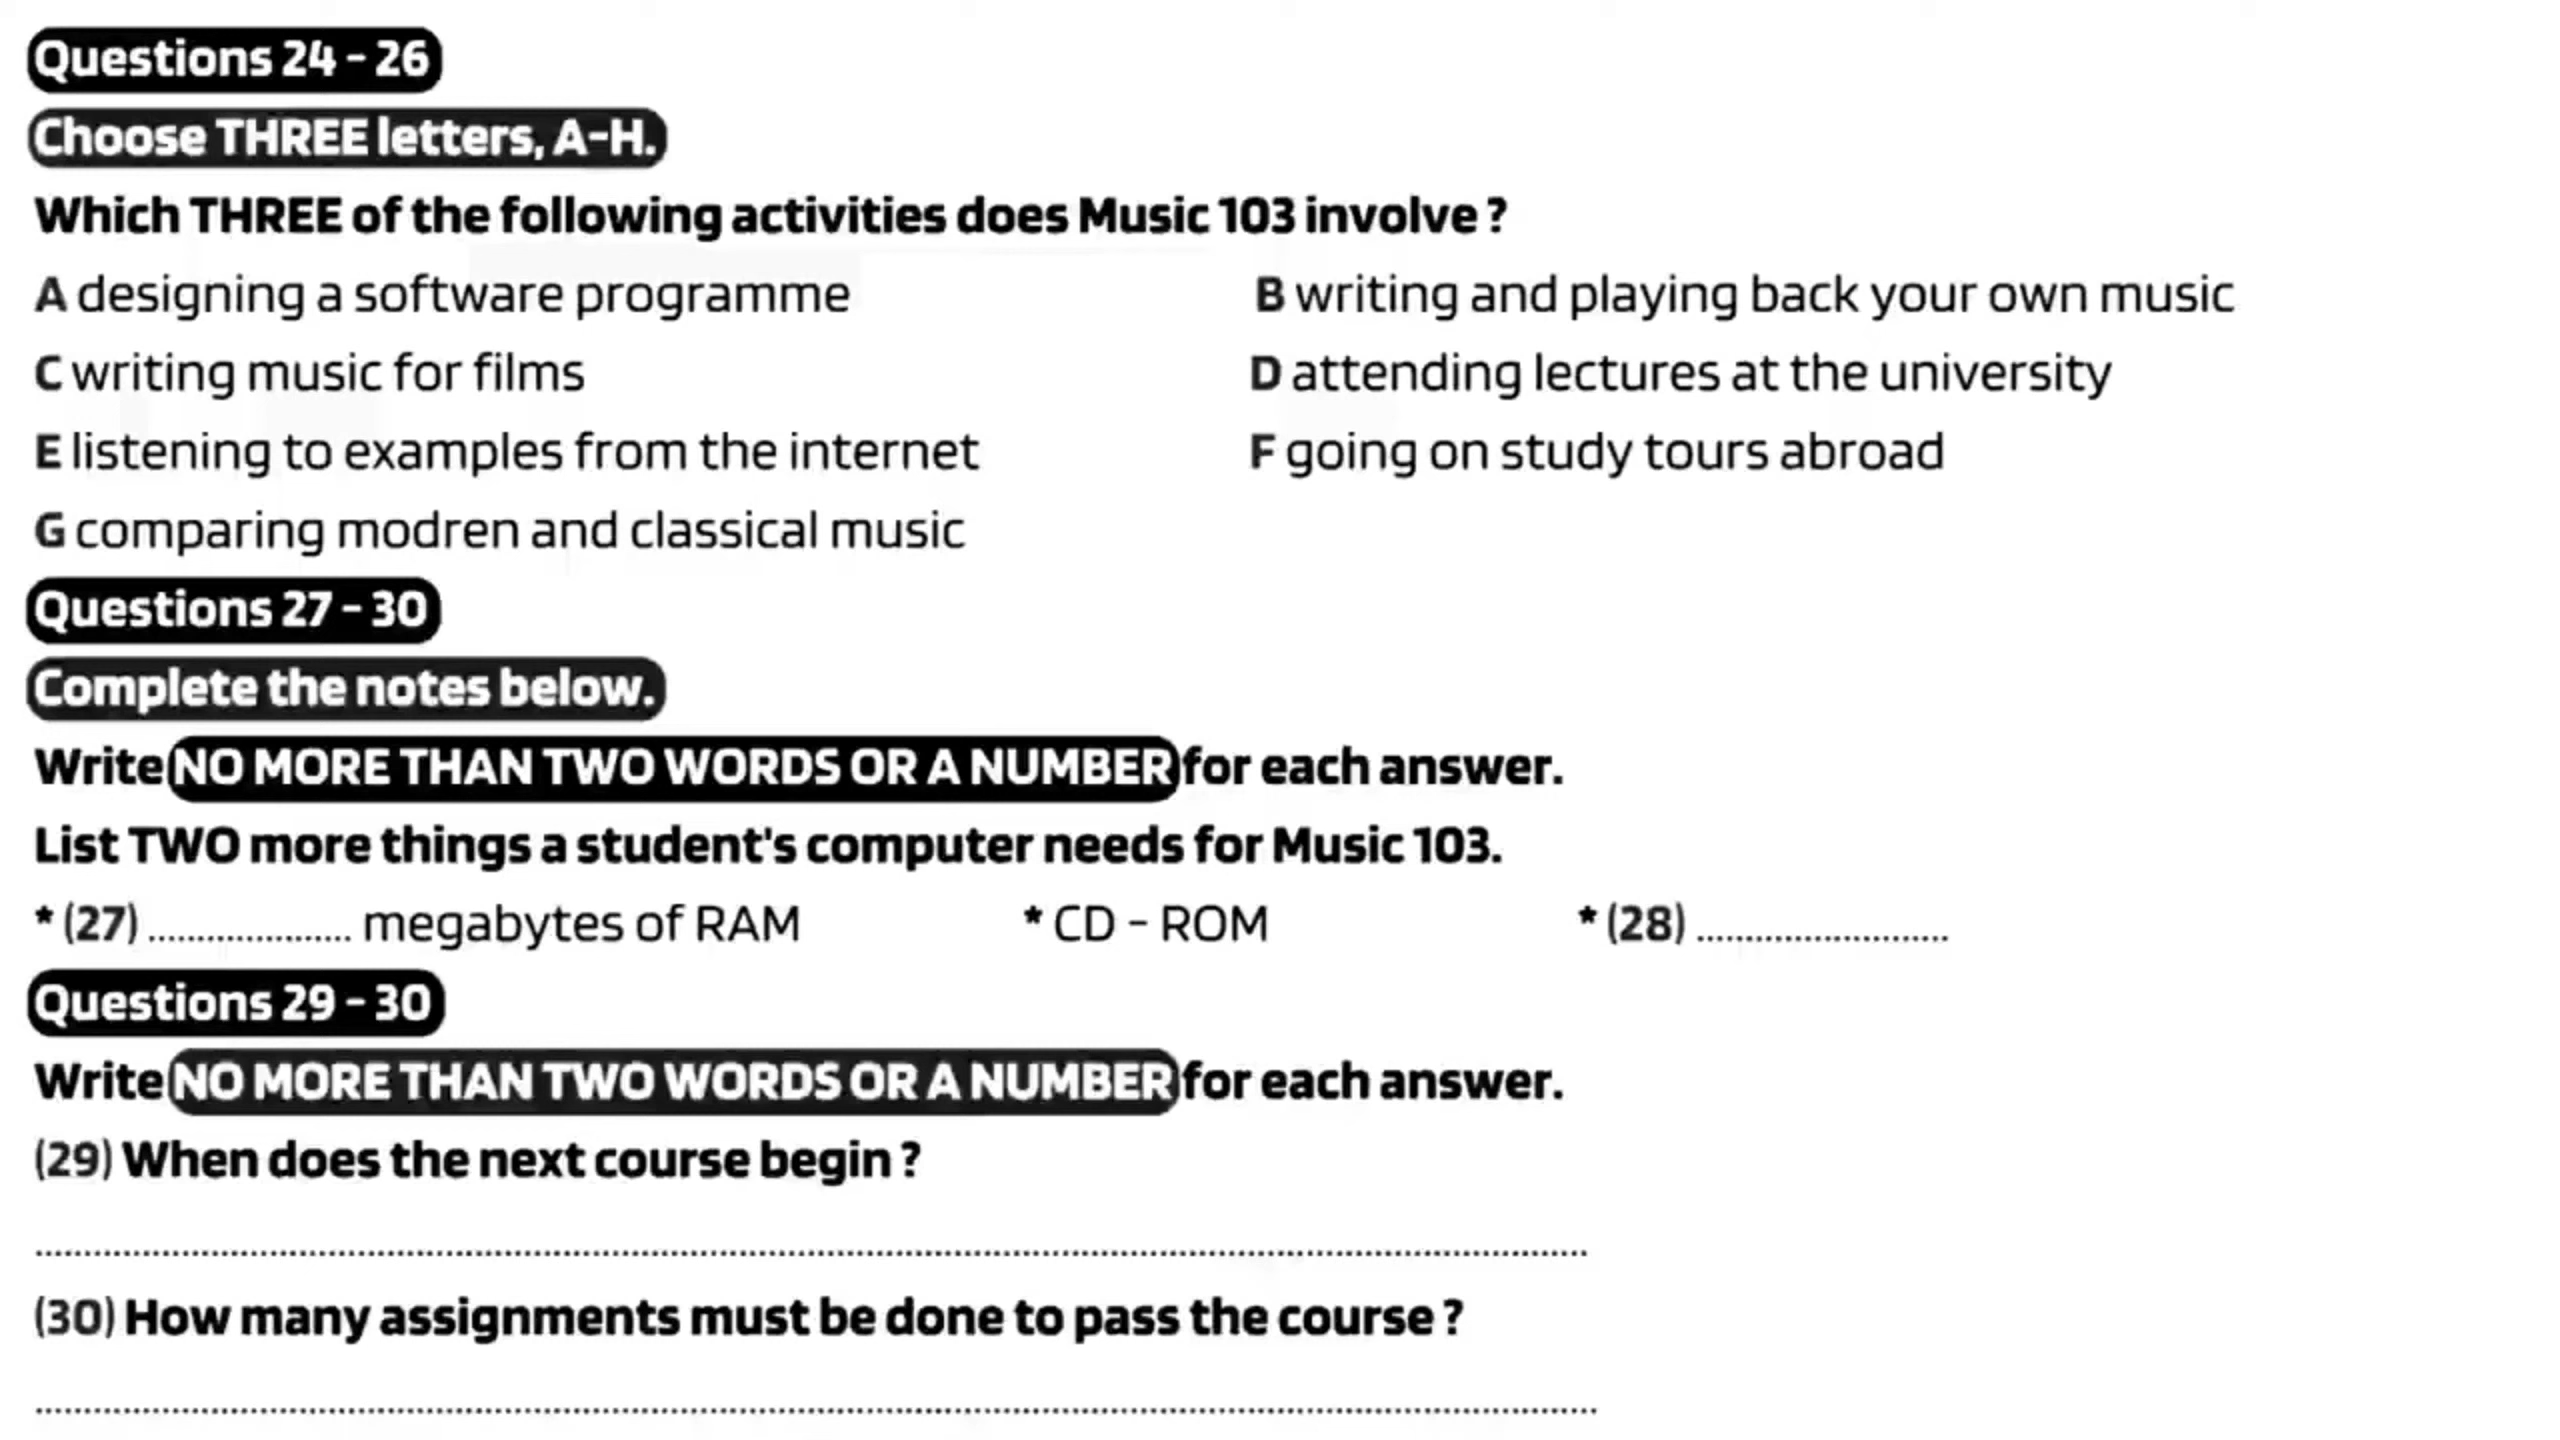 Questions 24 - 26
Choose THREE letters, A-H.
Which THREE of the following activities does Music 103 involve ?
A designing a software programme B writing and playing back your own music
C writing music for films D attending lectures at the university
E listening to examples from the internet F going on study tours abroad
G comparing modren and classical music
Questions 27 - 30
Complete the notes below.
Write NO MORE THAN TWO WORDS OR A NUMBER for each answer.
List TWO more things a student's computer needs for Music 103.
* (27) ..................... megabytes of RAM * CD - ROM * (28) ..........................
Questions 29 - 30
Write NO MORE THAN TWO WORDS OR A NUMBER for each answer.
(29) When does the next course begin ?
................................................................................
(30) How many assignments must be done to pass the course ?
................................................................................